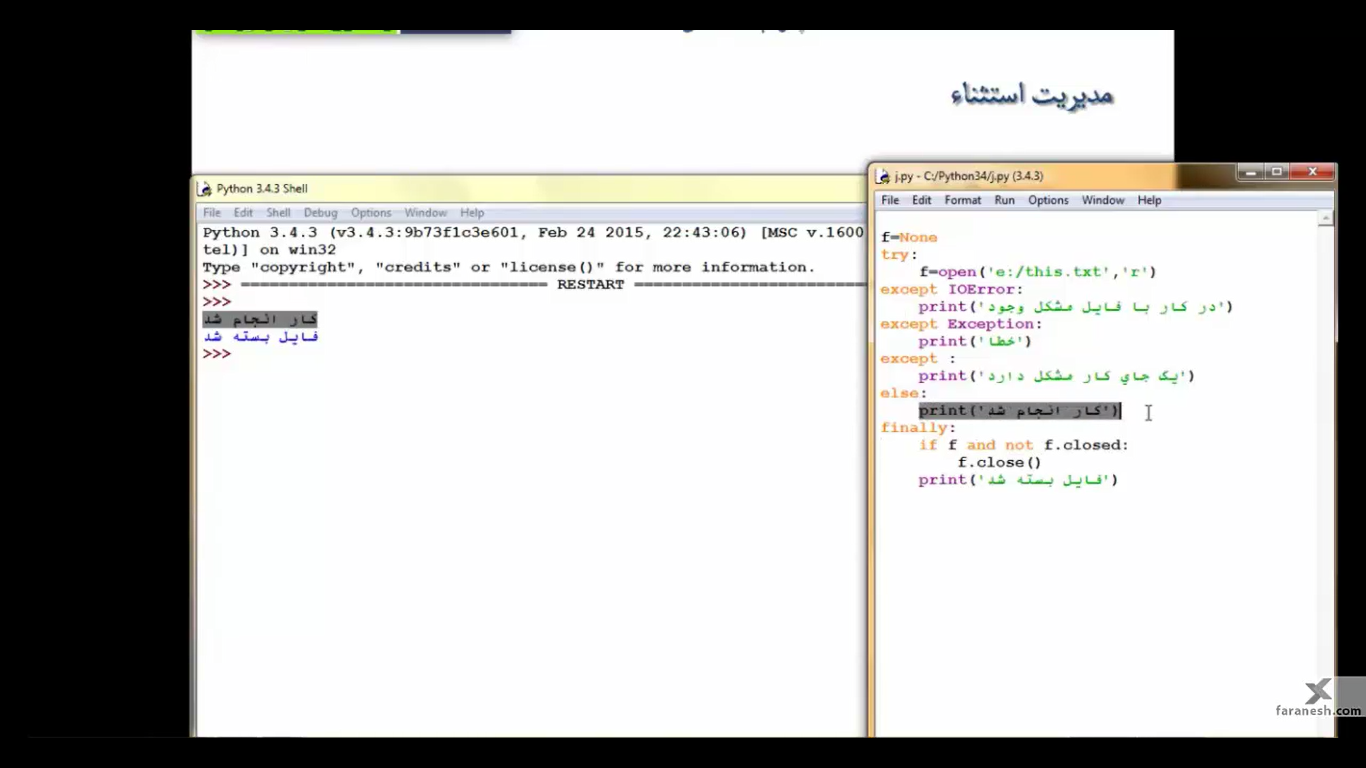 مدیریت استثناء
Python 3.4.3 Shell
File Edit Shell Debug Options Window Help
Python 3.4.3 (v3.4.3:9b73f1c3e601, Feb 24 2015, 22:43:06) [MSC v.1600
tel)] on win32
Type "copyright", "credits" or "license()" for more information.
>>> ================================ RESTART ========================
>>>
کار انجام شد
فایل بسته شد
>>>
j.py - C:/Python34/j.py (3.4.3)
File Edit Format Run Options Window Help
f=None
try:
f=open('e:/this.txt','r')
except IOError:
print('در کار با فایل مشکل وجود')
except Exception:
print('خطا')
except :
print('یک جاي کار مشکل دارد')
else:
print('کار انجام شد')
finally:
if f and not f.closed:
f.close()
print('فایل بسته شد')
faranesh.com